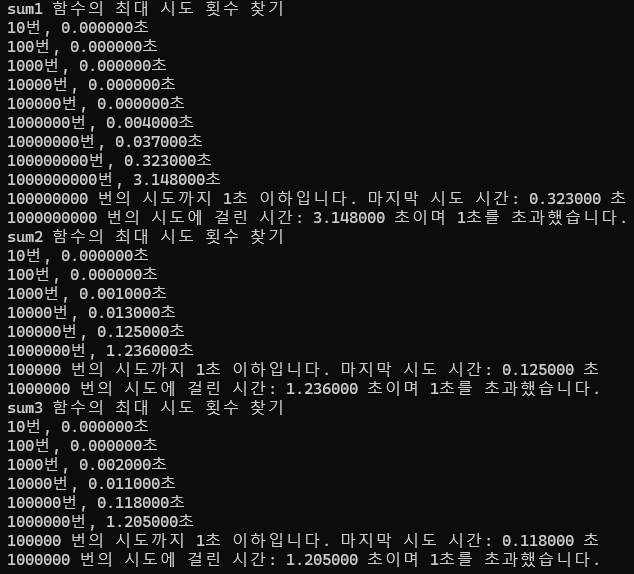 sum1 함수의 최대 시도 횟수 찾기
10번, 0.000000초
100번, 0.000000초
1000번, 0.000000초
10000번, 0.000000초
100000번, 0.000000초
1000000번, 0.004000초
10000000번, 0.037000초
100000000번, 0.323000초
1000000000번, 3.148000초
100000000 번의 시도까지 1초 이하입니다. 마지막 시도 시간: 0.323000 초
1000000000 번의 시도에 걸린 시간: 3.148000 초이며 1초를 초과했습니다.
sum2 함수의 최대 시도 횟수 찾기
10번, 0.000000초
100번, 0.000000초
1000번, 0.001000초
10000번, 0.013000초
100000번, 0.125000초
1000000번, 1.236000초
100000 번의 시도까지 1초 이하입니다. 마지막 시도 시간: 0.125000 초
1000000 번의 시도에 걸린 시간: 1.236000 초이며 1초를 초과했습니다.
sum3 함수의 최대 시도 횟수 찾기
10번, 0.000000초
100번, 0.000000초
1000번, 0.002000초
10000번, 0.011000초
100000번, 0.118000초
1000000번, 1.205000초
100000 번의 시도까지 1초 이하입니다. 마지막 시도 시간: 0.118000 초
1000000 번의 시도에 걸린 시간: 1.205000 초이며 1초를 초과했습니다.